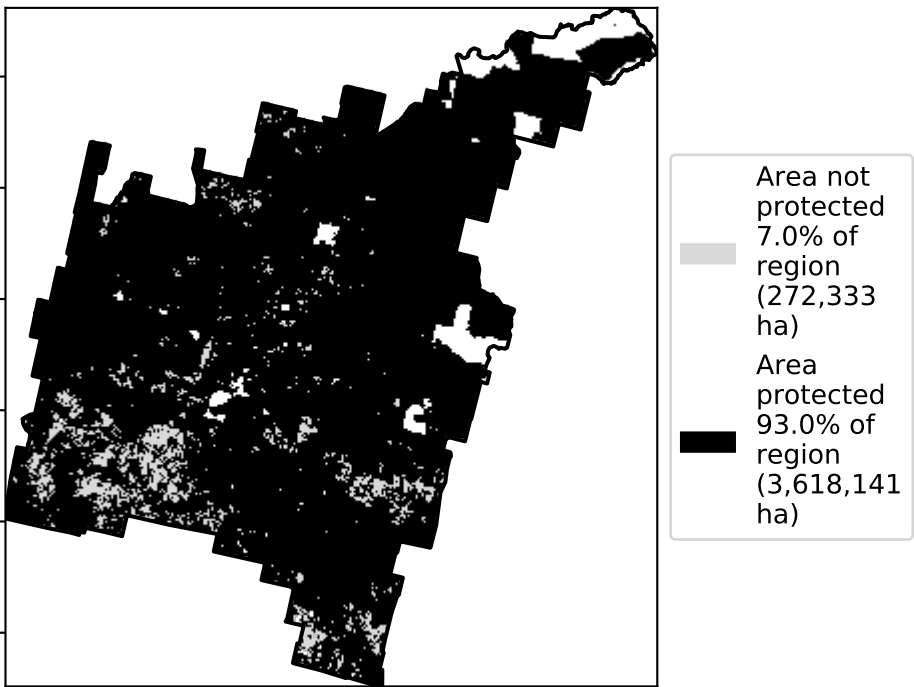 Area not
protected
7.0% of
region
(272,333
ha)
Area
protected
93.0% of
region
(3,618,141
ha)